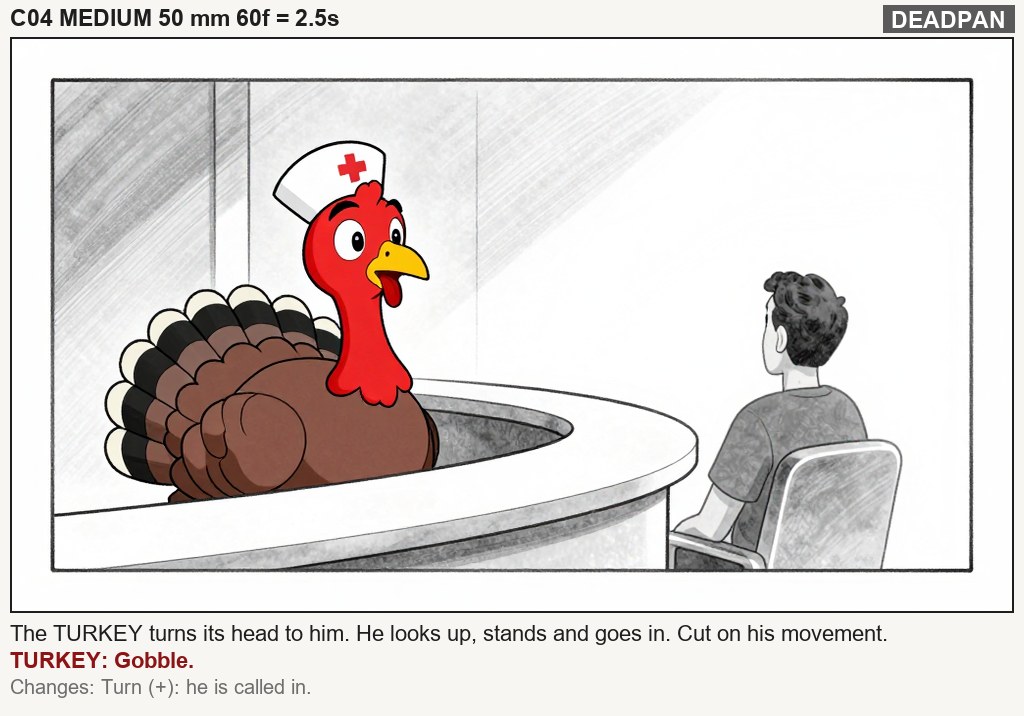 C04 MEDIUM 50 mm 60f = 2.5s
DEADPAN
The TURKEY turns its head to him. He looks up, stands and goes in. Cut on his movement.
TURKEY: Gobble.
Changes: Turn (+): he is called in.